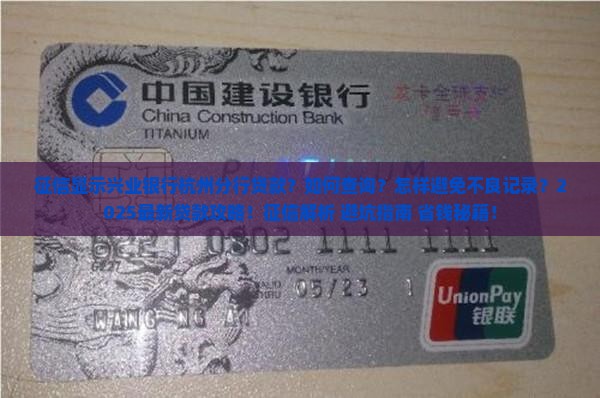 中国建设银行
China Construction Bank
TITANIUM
征信显示兴业银行杭州分行贷款？如何查询？怎样避免不良记录？2
025最新贷款攻略！征信解析 避坑指南 省钱秘籍！
MONTH/YEAR
05/23
UnionPay
银联